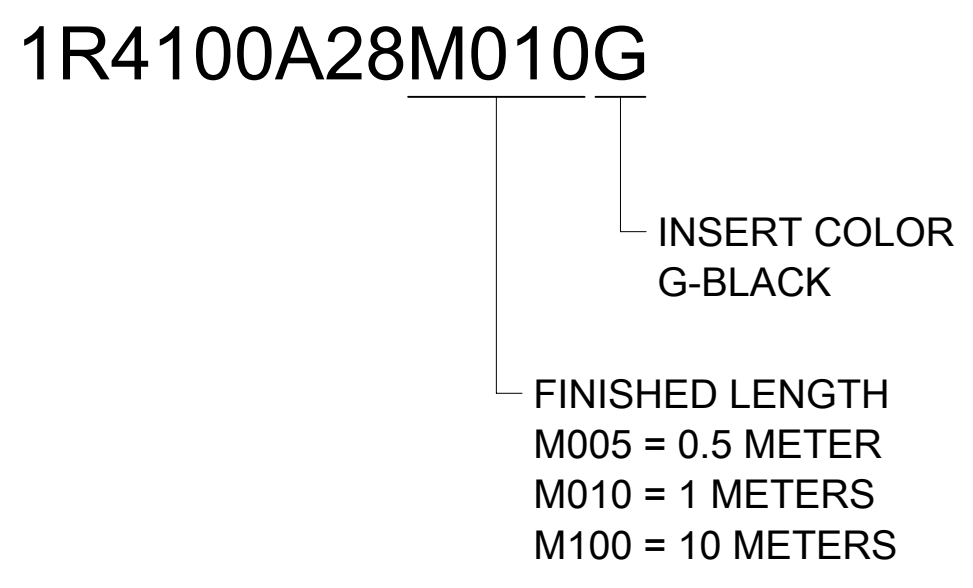 1R4100A28M010G
INSERT COLOR
G-BLACK
FINISHED LENGTH
M005 = 0.5 METER
M010 = 1 METERS
M100 = 10 METERS